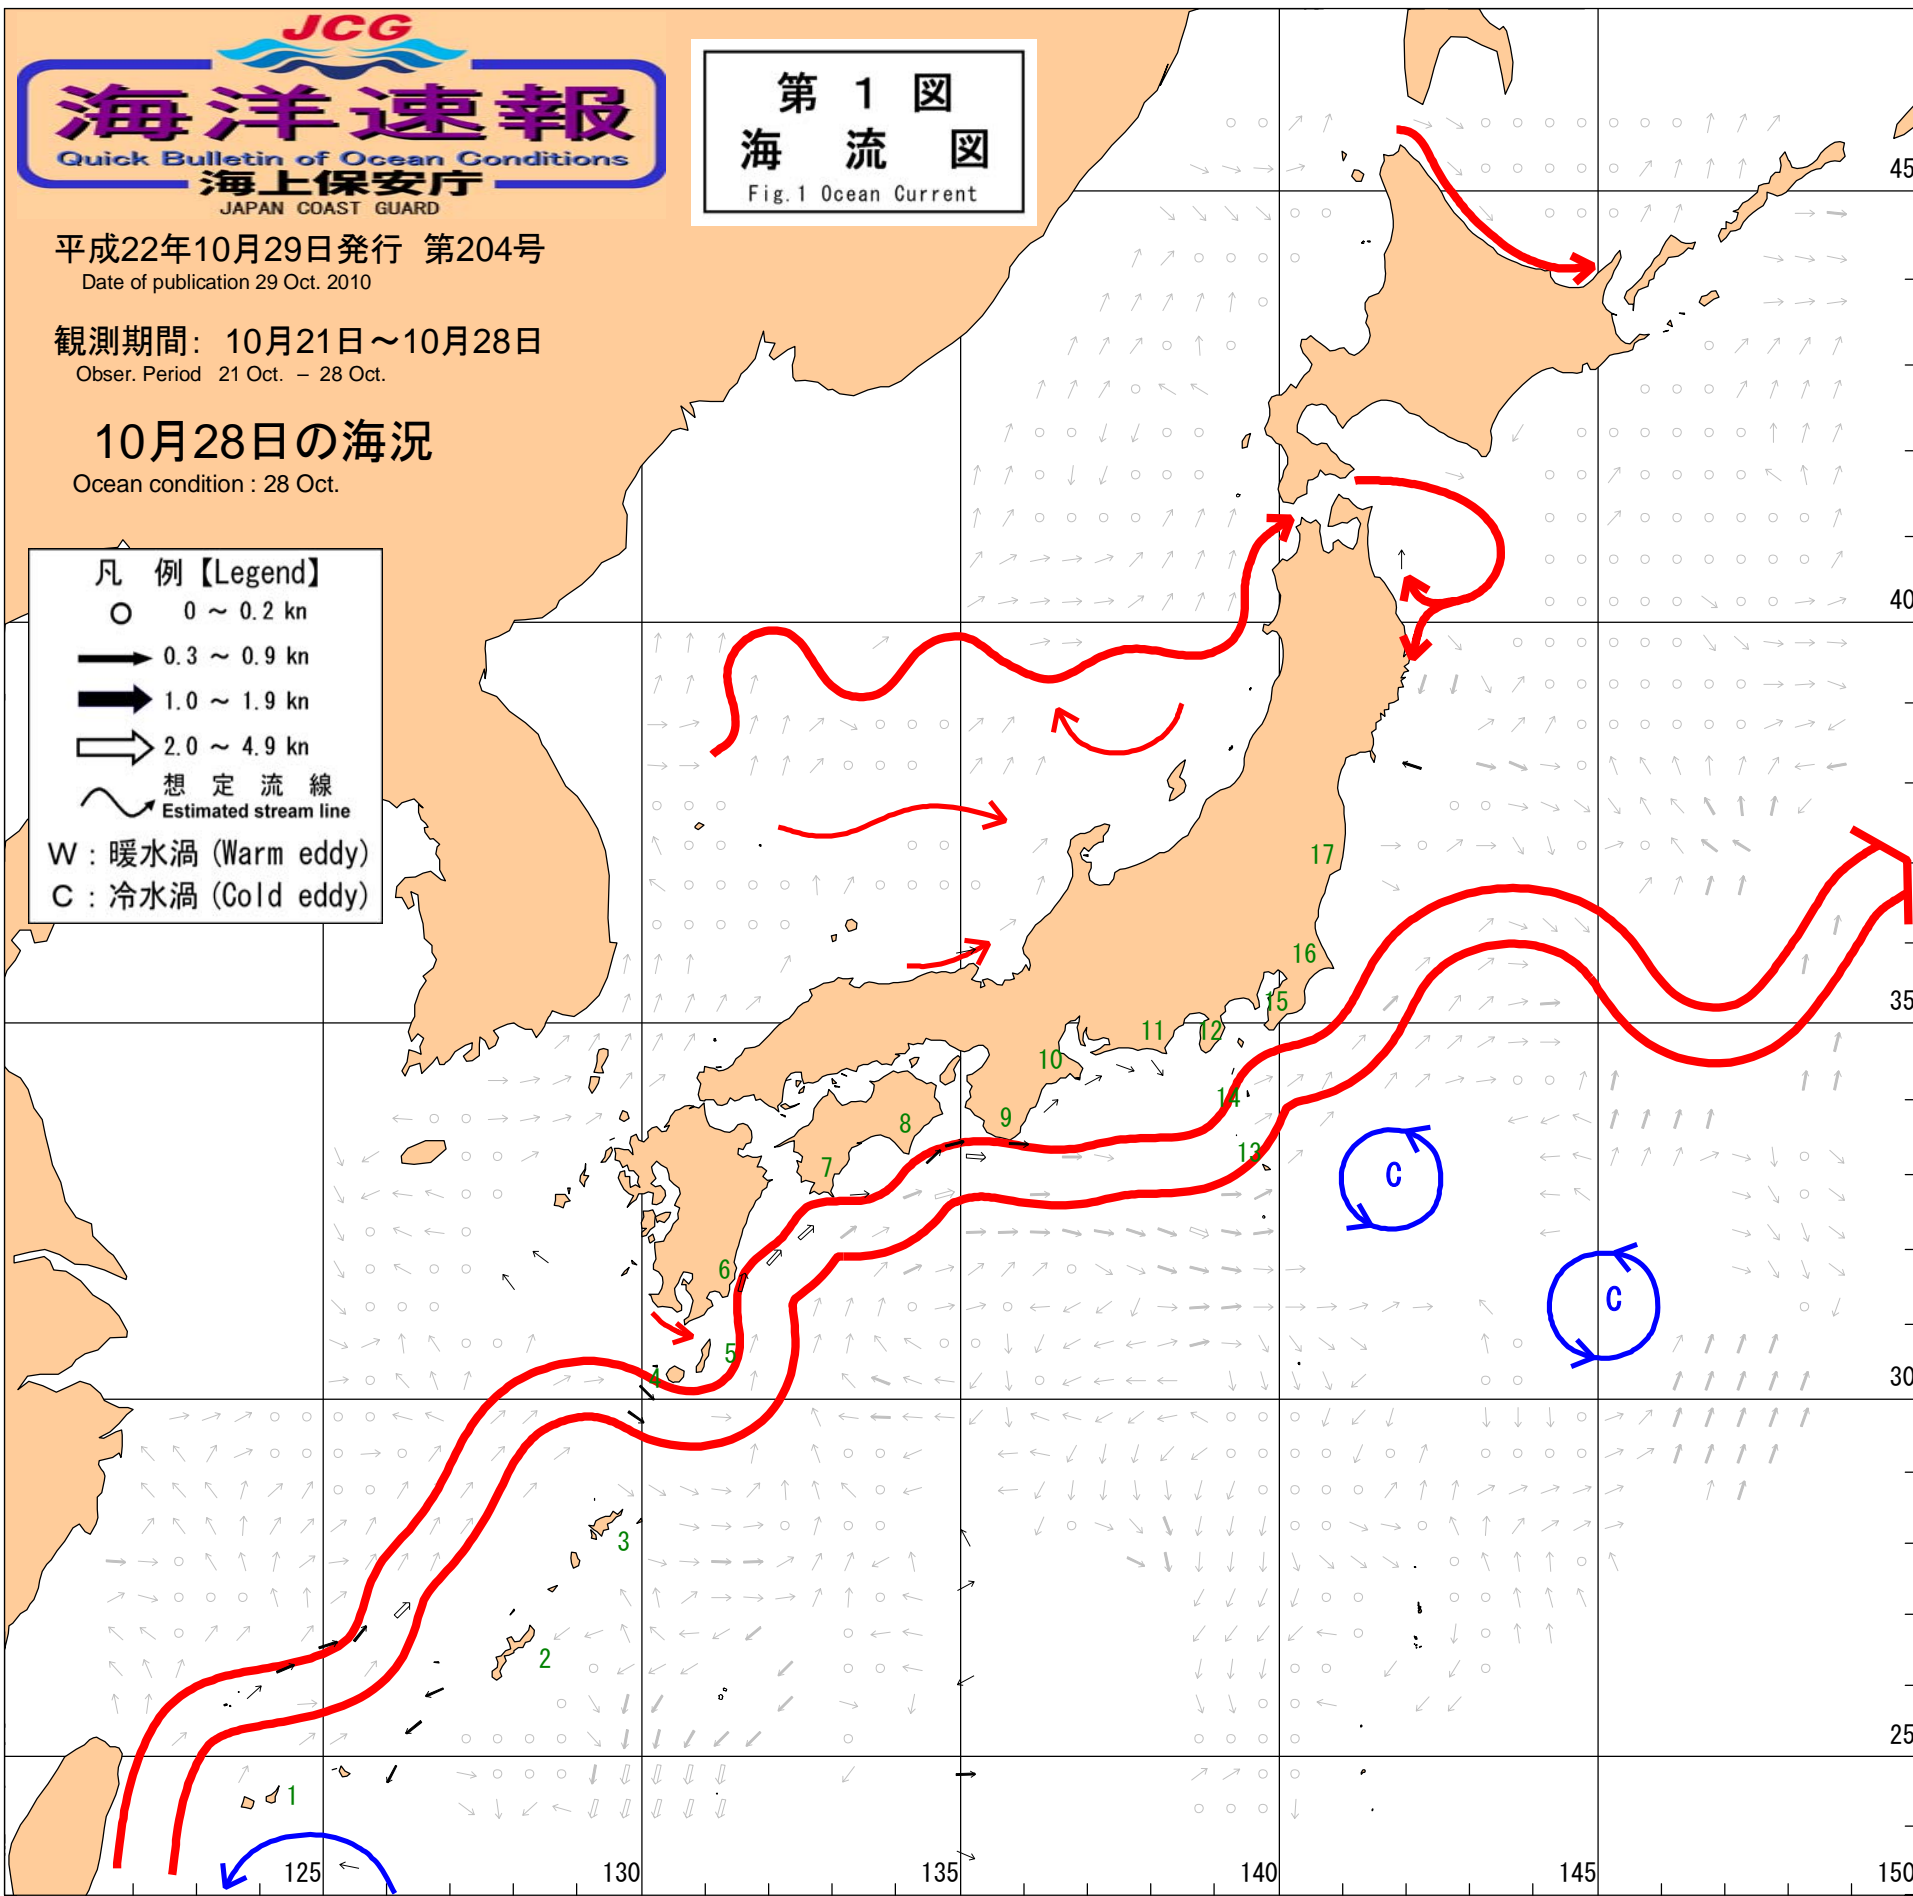 JCG
海洋速報
Quick Bulletin of Ocean Conditions
海上保安庁
JAPAN COAST GUARD
第 1 図
海 流 図
Fig.1 Ocean Current
平成22年10月29日発行 第204号
Date of publication 29 Oct. 2010
観測期間: 10月21日～10月28日
Obser. Period 21 Oct. – 28 Oct.
10月28日の海況
Ocean condition : 28 Oct.
凡 例【Legend】
0 ～ 0.2 kn
0.3 ～ 0.9 kn
1.0 ～ 1.9 kn
2.0 ～ 4.9 kn
想 定 流 線
Estimated stream line
W : 暖水渦 (Warm eddy)
C : 冷水渦 (Cold eddy)
45
40
17
16
35
15
12
11
10
14
9
8
13
7
C
6
C
5
4
30
3
2
25
1
125
130
135
140
145
150